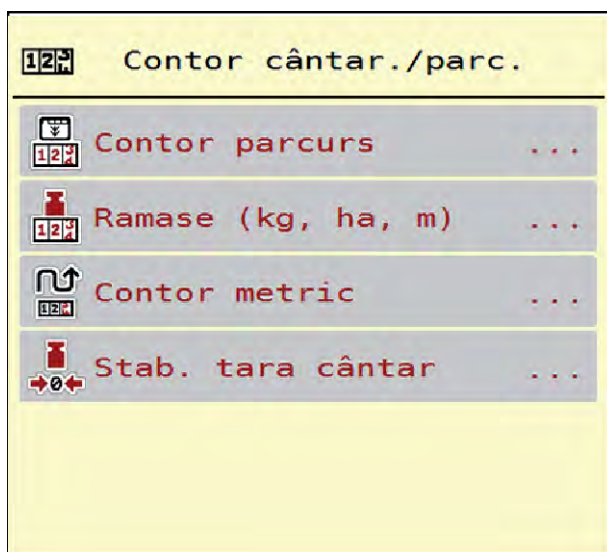 Contor cântar./parc.
Contor parcurs ...
Ramase (kg, ha, m) ...
Contor metric ...
Stab. tara cântar ...